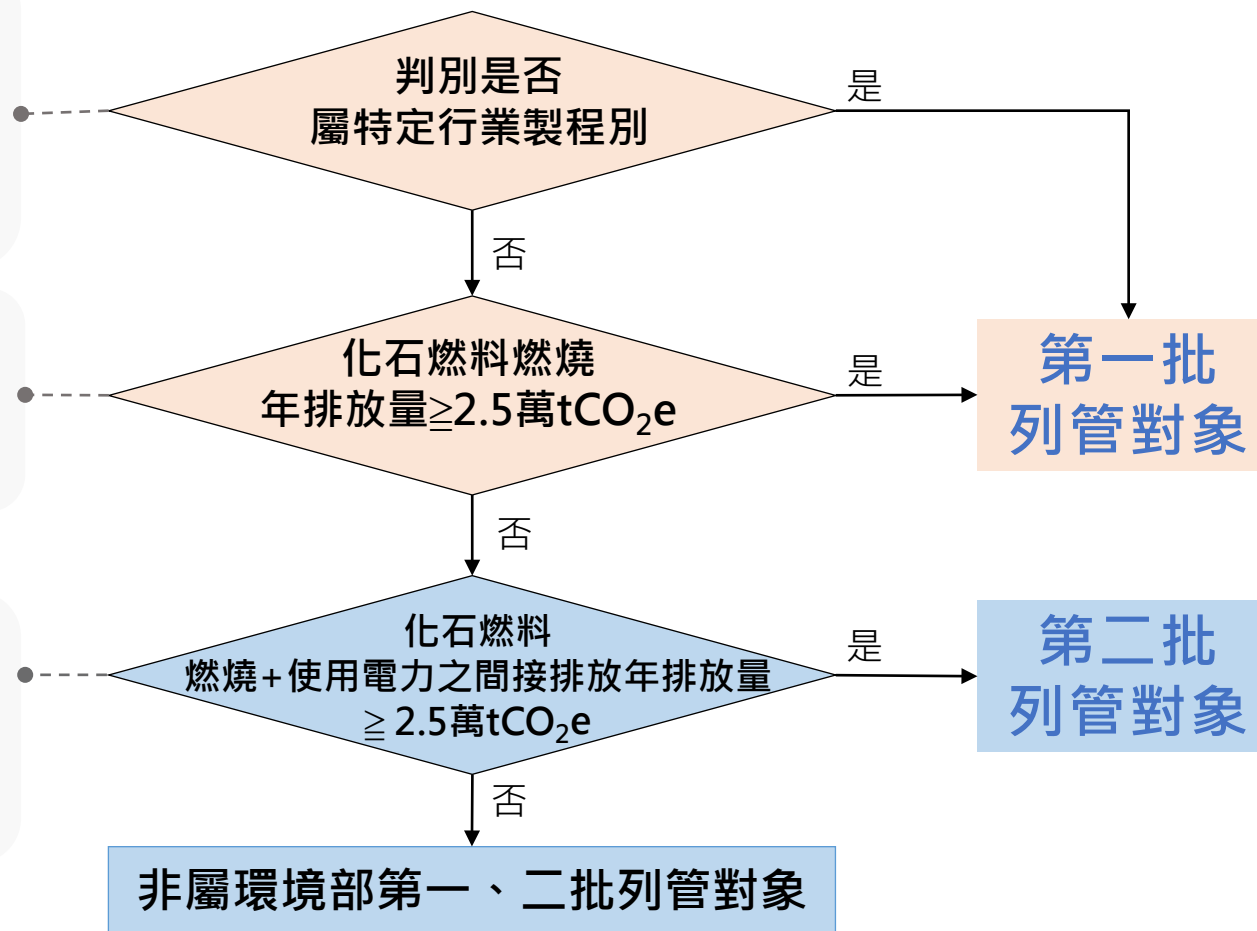 判別是否
屬特定行業製程別
是
否
化石燃料燃燒
年排放量≧2.5萬tCO₂e
是
第一批
列管對象
否
化石燃料
燃燒+使用電力之間接排放年排放量
≧ 2.5萬tCO₂e
是
第二批
列管對象
否
非屬環境部第一、二批列管對象